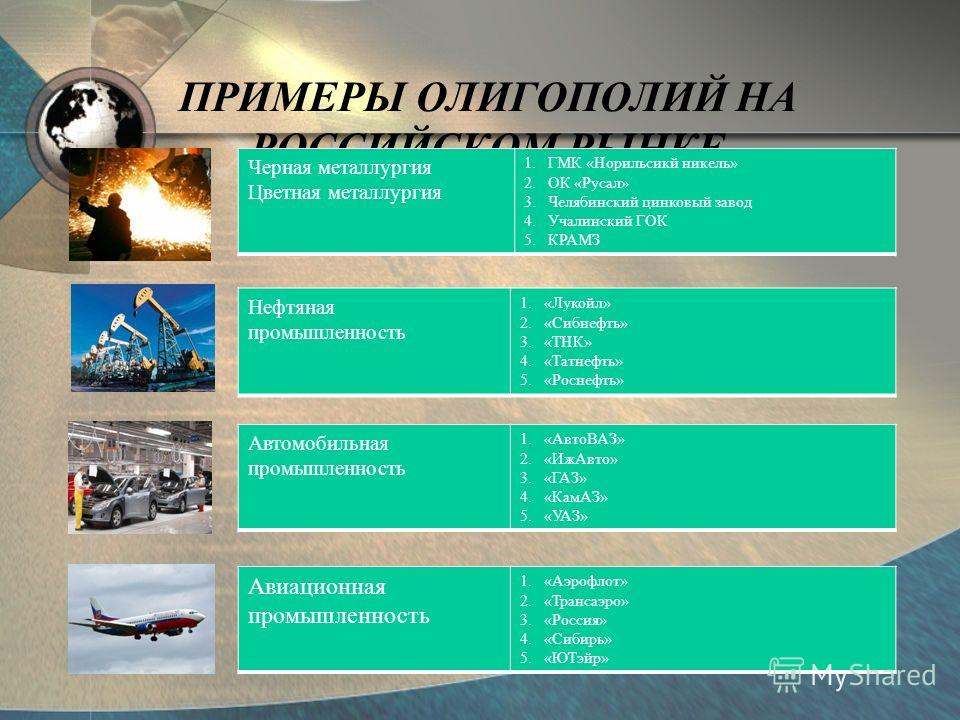 ПРИМЕРЫ ОЛИГОПОЛИЙ НА
РОССИЙСКОМ РЫНКЕ
Черная металлургия
Цветная металлургия
1. ГМК «Норильсикй никель»
2. ОК «Русал»
3. Челябинский цинковый завод
4. Учалинский ГОК
5. КРАМЗ
Нефтяная
промышленность
1. «Лукойл»
2. «Сибнефть»
3. «ТНК»
4. «Татнефть»
5. «Роснефть»
Автомобильная
промышленность
1. «АвтоВАЗ»
2. «ИжАвто»
3. «ГАЗ»
4. «КамАЗ»
5. «УАЗ»
Авиационная
промышленность
1. «Аэрофлот»
2. «Трансаэро»
3. «Россия»
4. «Сибирь»
5. «ЮТэйр»
MyShared